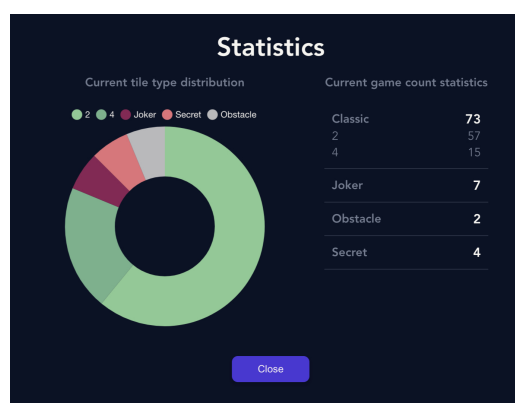 Statistics
Current tile type distribution
2 4 Joker Secret Obstacle
Current game count statistics
Classic 73
2 57
4 15
Joker 7
Obstacle 2
Secret 4
Close